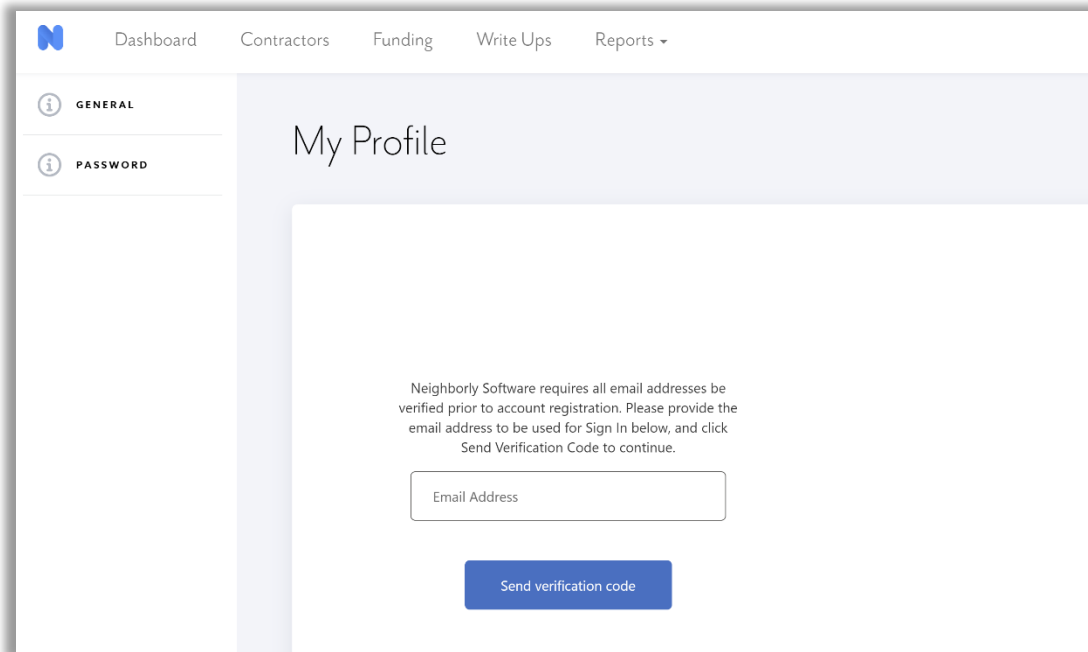 Dashboard Contractors Funding Write Ups Reports
GENERAL
PASSWORD
My Profile
Neighborly Software requires all email addresses be
verified prior to account registration. Please provide the
email address to be used for Sign In below, and click
Send Verification Code to continue.
Email Address
Send verification code